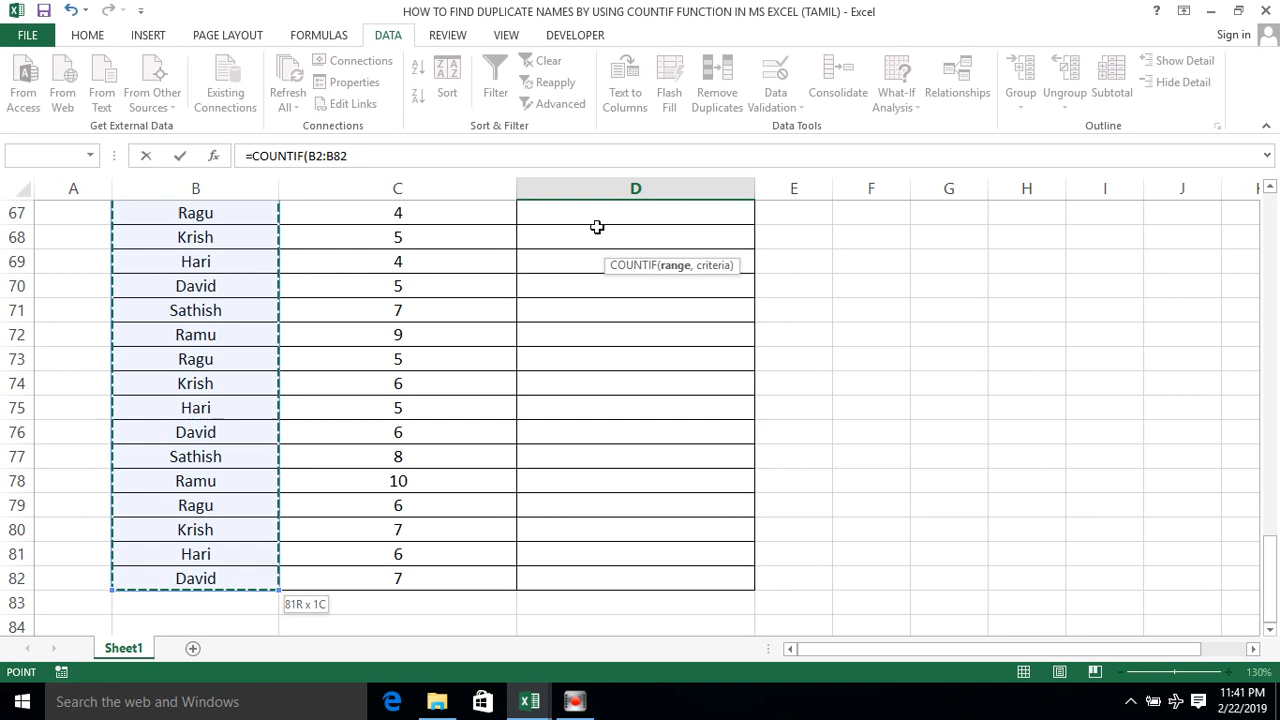 HOW TO FIND DUPLICATE NAMES BY USING COUNTIF FUNCTION IN MS EXCEL (TAMIL) - Excel
?
FILE HOME INSERT PAGE LAYOUT FORMULAS DATA REVIEW VIEW DEVELOPER Sign in
From Access
From Web
From Text
From Other Sources
Existing Connections
Get External Data
Refresh All
Connections
Properties
Edit Links
Connections
Sort
Filter
Clear
Reapply
Advanced
Sort & Filter
Text to Columns
Flash Fill
Remove Duplicates
Data Validation
Consolidate
What-If Analysis
Relationships
Data Tools
Group
Ungroup
Subtotal
Show Detail
Hide Detail
Outline
fx =COUNTIF(B2:B82
A B C D E F G H I J
67 Ragu 4
68 Krish 5
69 Hari 4
COUNTIF(range, criteria)
70 David 5
71 Sathish 7
72 Ramu 9
73 Ragu 5
74 Krish 6
75 Hari 5
76 David 6
77 Sathish 8
78 Ramu 10
79 Ragu 6
80 Krish 7
81 Hari 6
82 David 7
83 81R x 1C
84
Sheet1
POINT 130%
Search the web and Windows
11:41 PM
2/22/2019